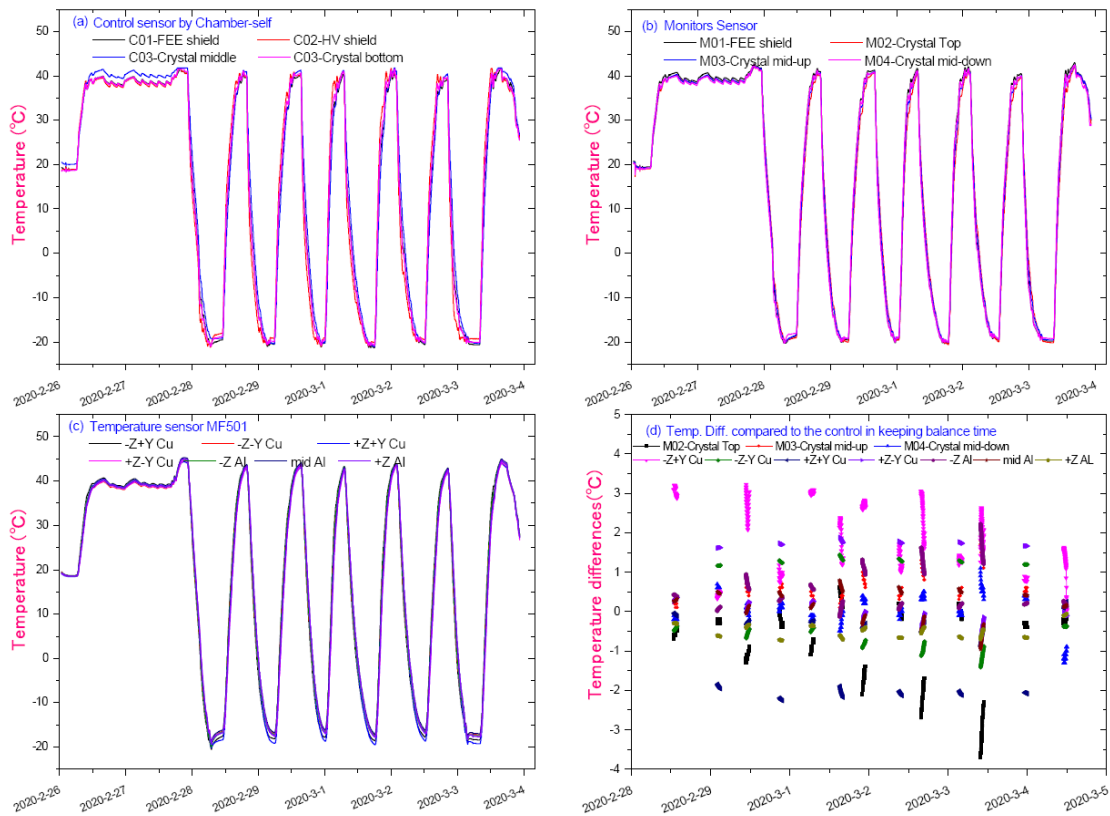 (a) Control sensor by Chamber-self
C01-FEE shield C02-HV shield
C03-Crystal middle C03-Crystal bottom
Temperature (°C)
50
40
30
20
10
0
-10
-20
2020-2-26 2020-2-27 2020-2-28 2020-2-29 2020-3-1 2020-3-2 2020-3-3 2020-3-4
(b) Monitors Sensor
M01-FEE shield M02-Crystal Top
M03-Crystal mid-up M04-Crystal mid-down
Temperature (°C)
50
40
30
20
10
0
-10
-20
2020-2-26 2020-2-27 2020-2-28 2020-2-29 2020-3-1 2020-3-2 2020-3-3 2020-3-4
(c) Temperature sensor MF501
-Z+Y Cu -Z-Y Cu +Z+Y Cu
+Z-Y Cu -Z Al mid Al +Z Al
Temperature (°C)
50
40
30
20
10
0
-10
-20
2020-2-26 2020-2-27 2020-2-28 2020-2-29 2020-3-1 2020-3-2 2020-3-3 2020-3-4
(d) Temp. Diff. compared to the control in keeping balance time
M02-Crystal Top M03-Crystal mid-up M04-Crystal mid-down
-Z+Y Cu -Z-Y Cu +Z+Y Cu +Z-Y Cu -Z Al mid Al +Z AL
Temperature differences(°C)
5
4
3
2
1
0
-1
-2
-3
-4
2020-2-28 2020-2-29 2020-3-1 2020-3-2 2020-3-3 2020-3-4 2020-3-5